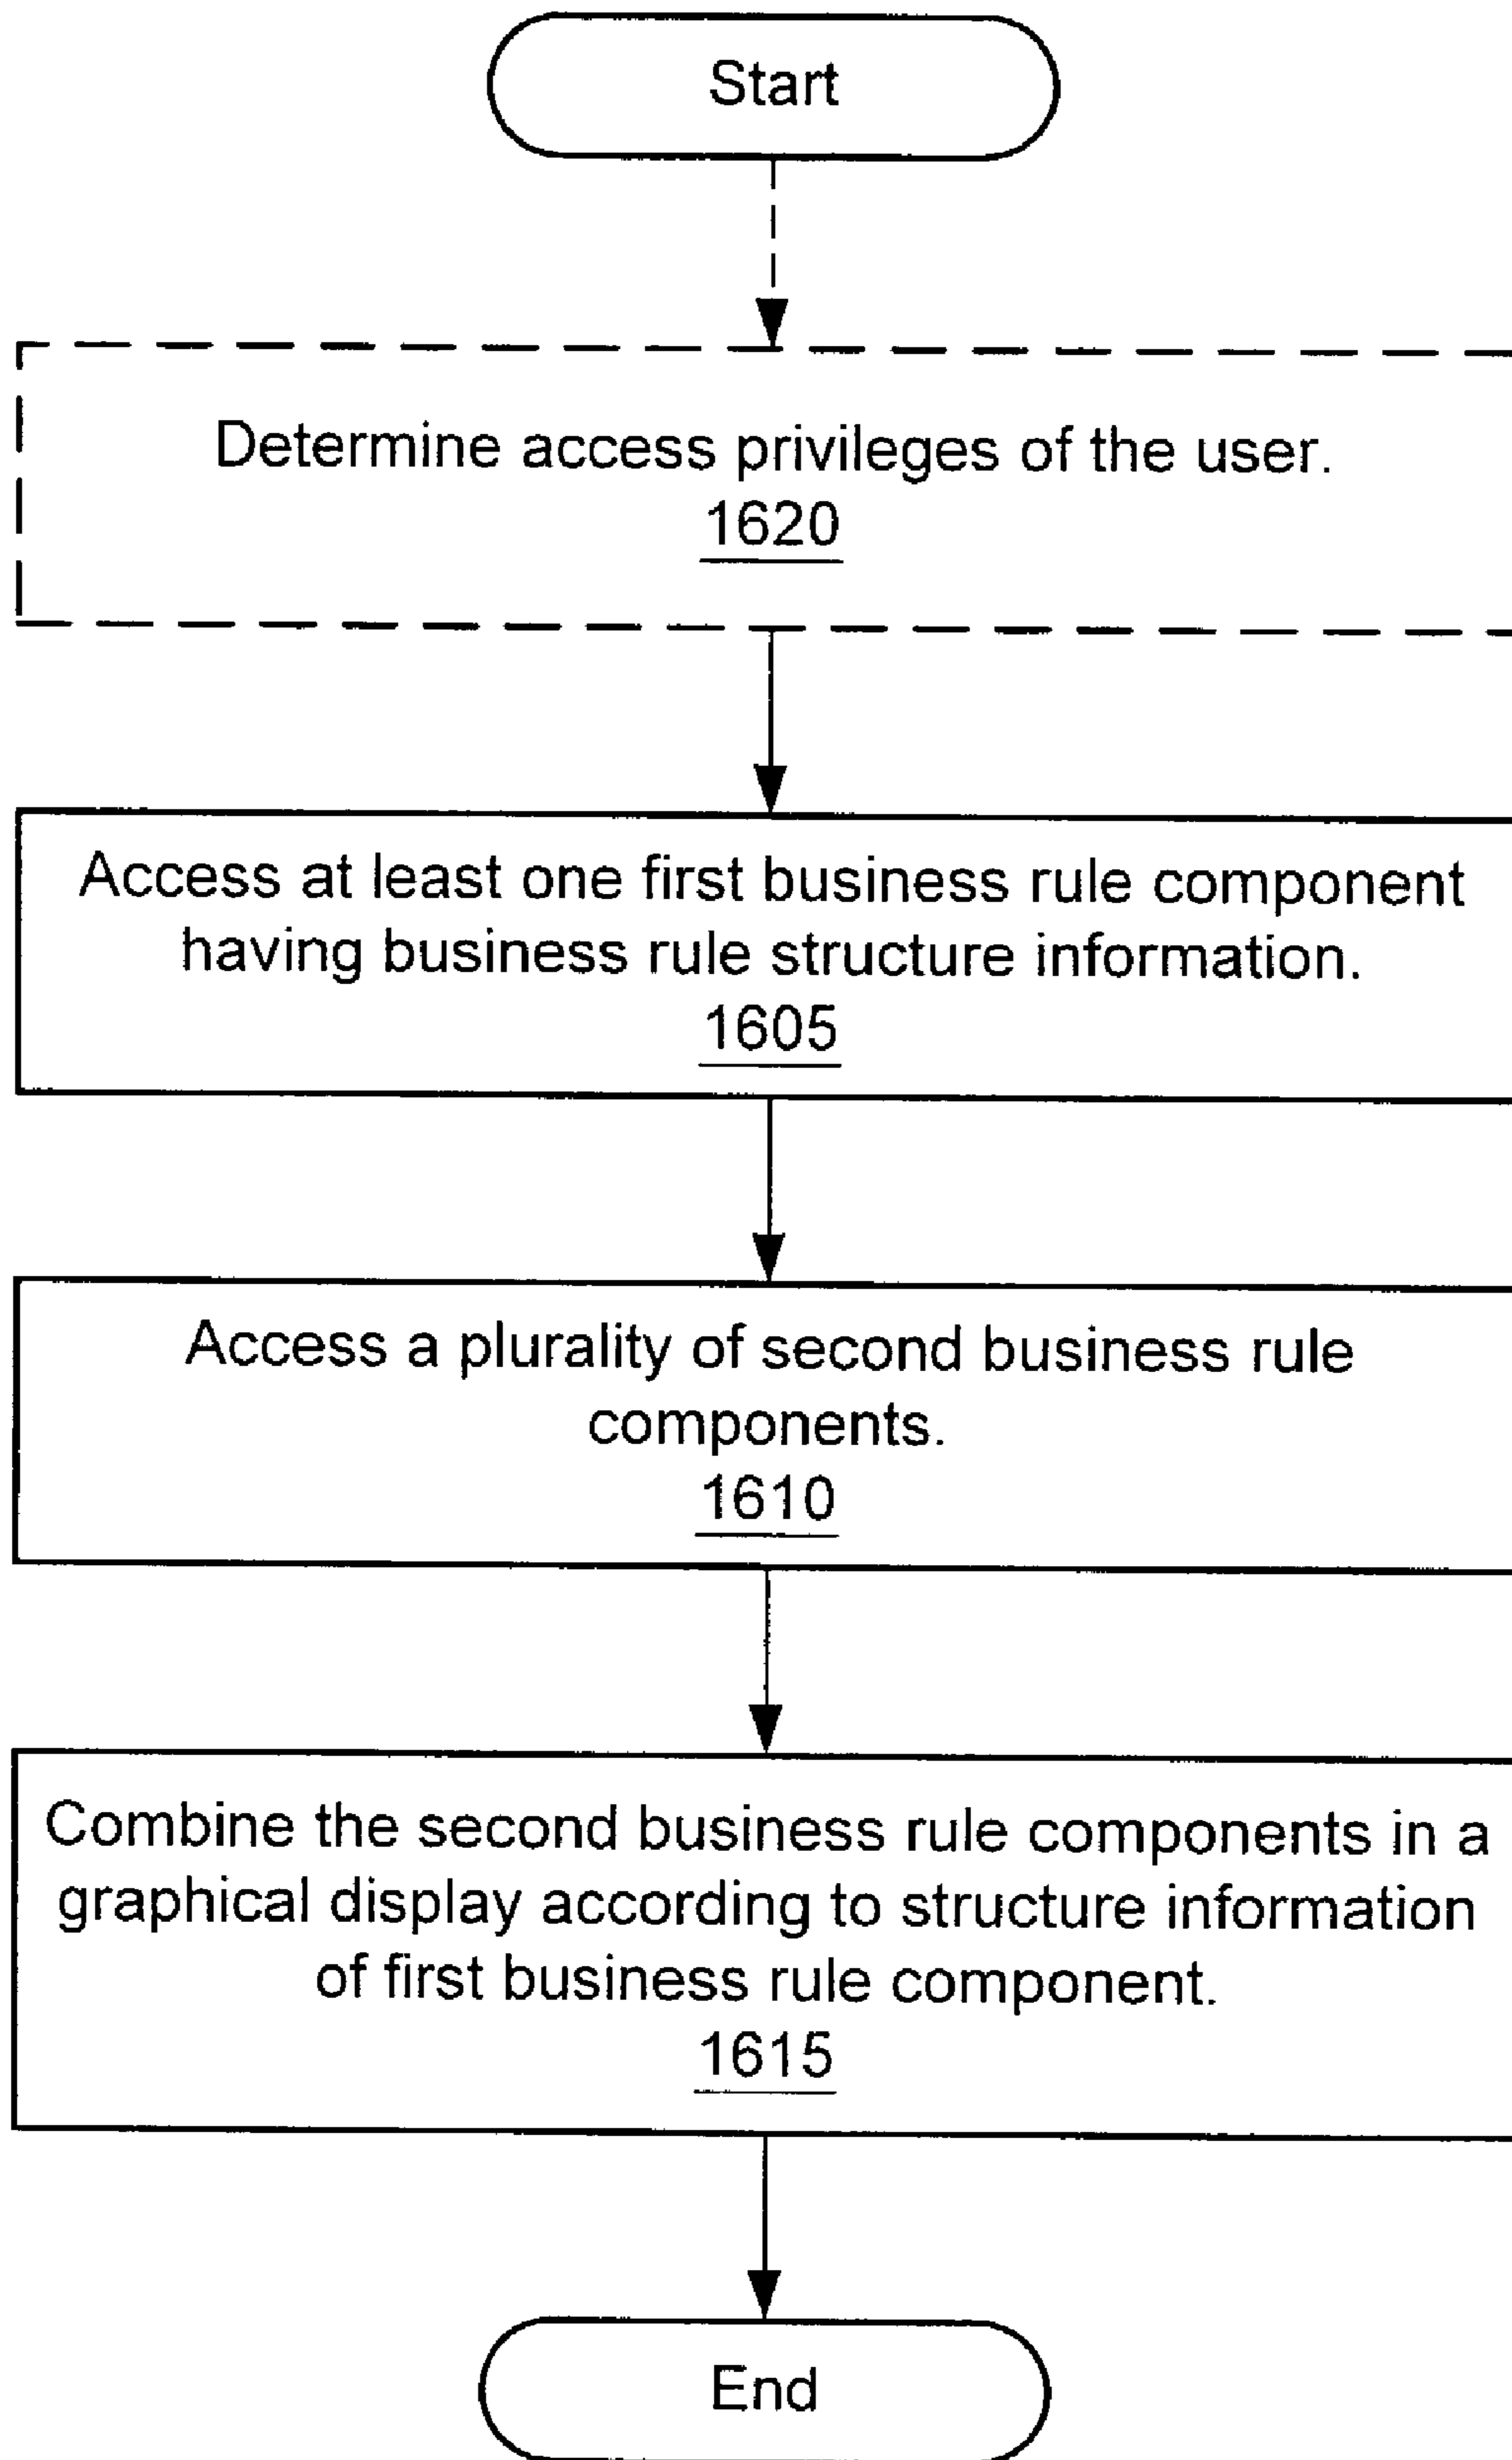 Start
Determine access privileges of the user.
1620
Access at least one first business rule component
having business rule structure information.
1605
Access a plurality of second business rule
components.
1610
Combine the second business rule components in a
graphical display according to structure information
of first business rule component.
1615
End